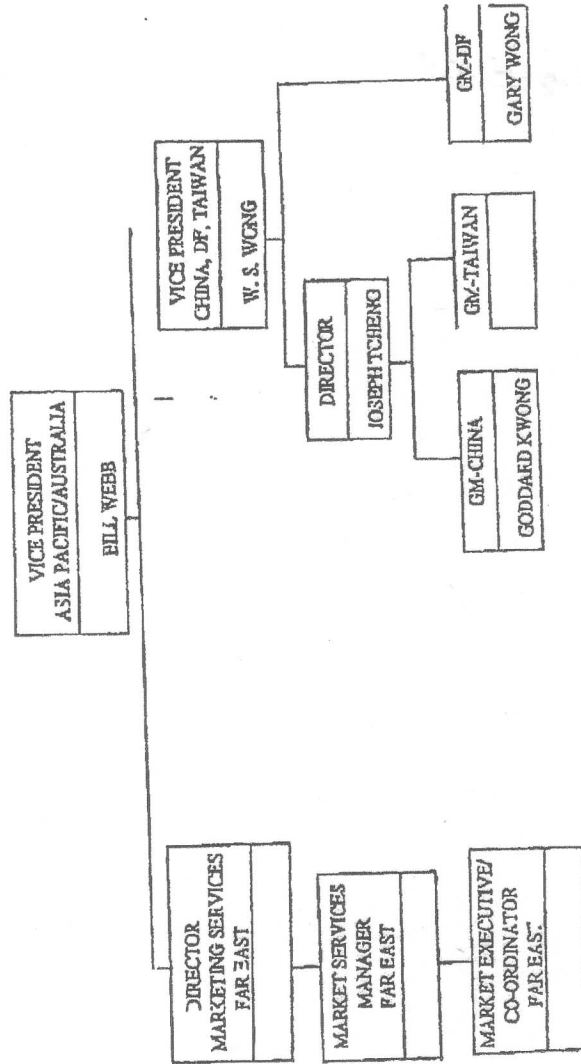 VICE PRESIDENT
ASIA PACIFIC/AUSTRALIA
BILL WEBB
DIRECTOR
MARKETING SERVICES
FAR EAST
MARKET SERVICES
MANAGER
FAR EAST
MARKET EXECUTIVE/
CO-ORDINATOR
FAR EAST
VICE PRESIDENT
CHINA, DF, TAIWAN
W. S. WONG
DIRECTOR
JOSEPH TCHENG
GM-CHINA
GODDARD KWONG
GM-TAIWAN
GM-DF
GARY WONG